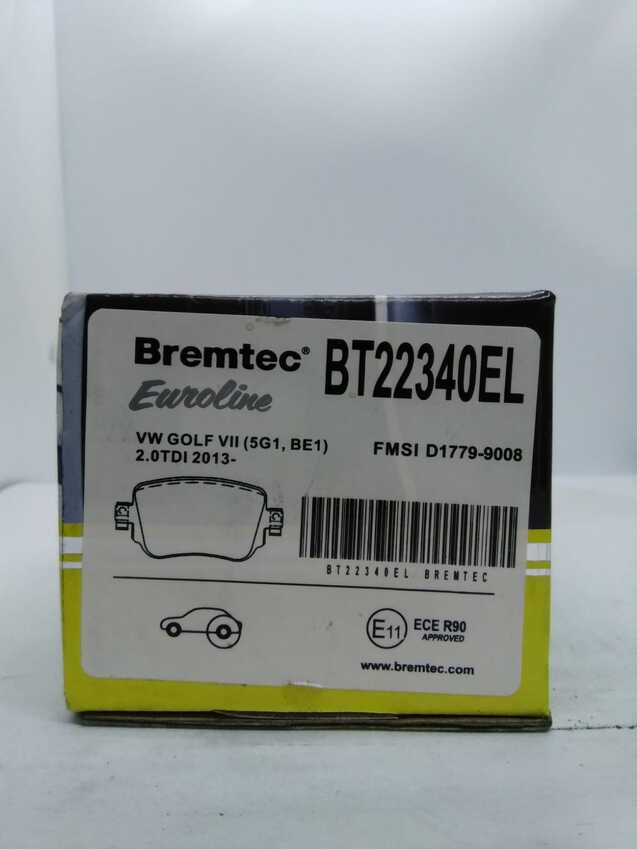 Bremtec® BT22340EL
Euroline
VW GOLF VII (5G1, BE1)
2.0TDI 2013-
FMSI D1779-9008
BT22340EL BREMTEC
E11
ECE R90
APPROVED
www.bremtec.com